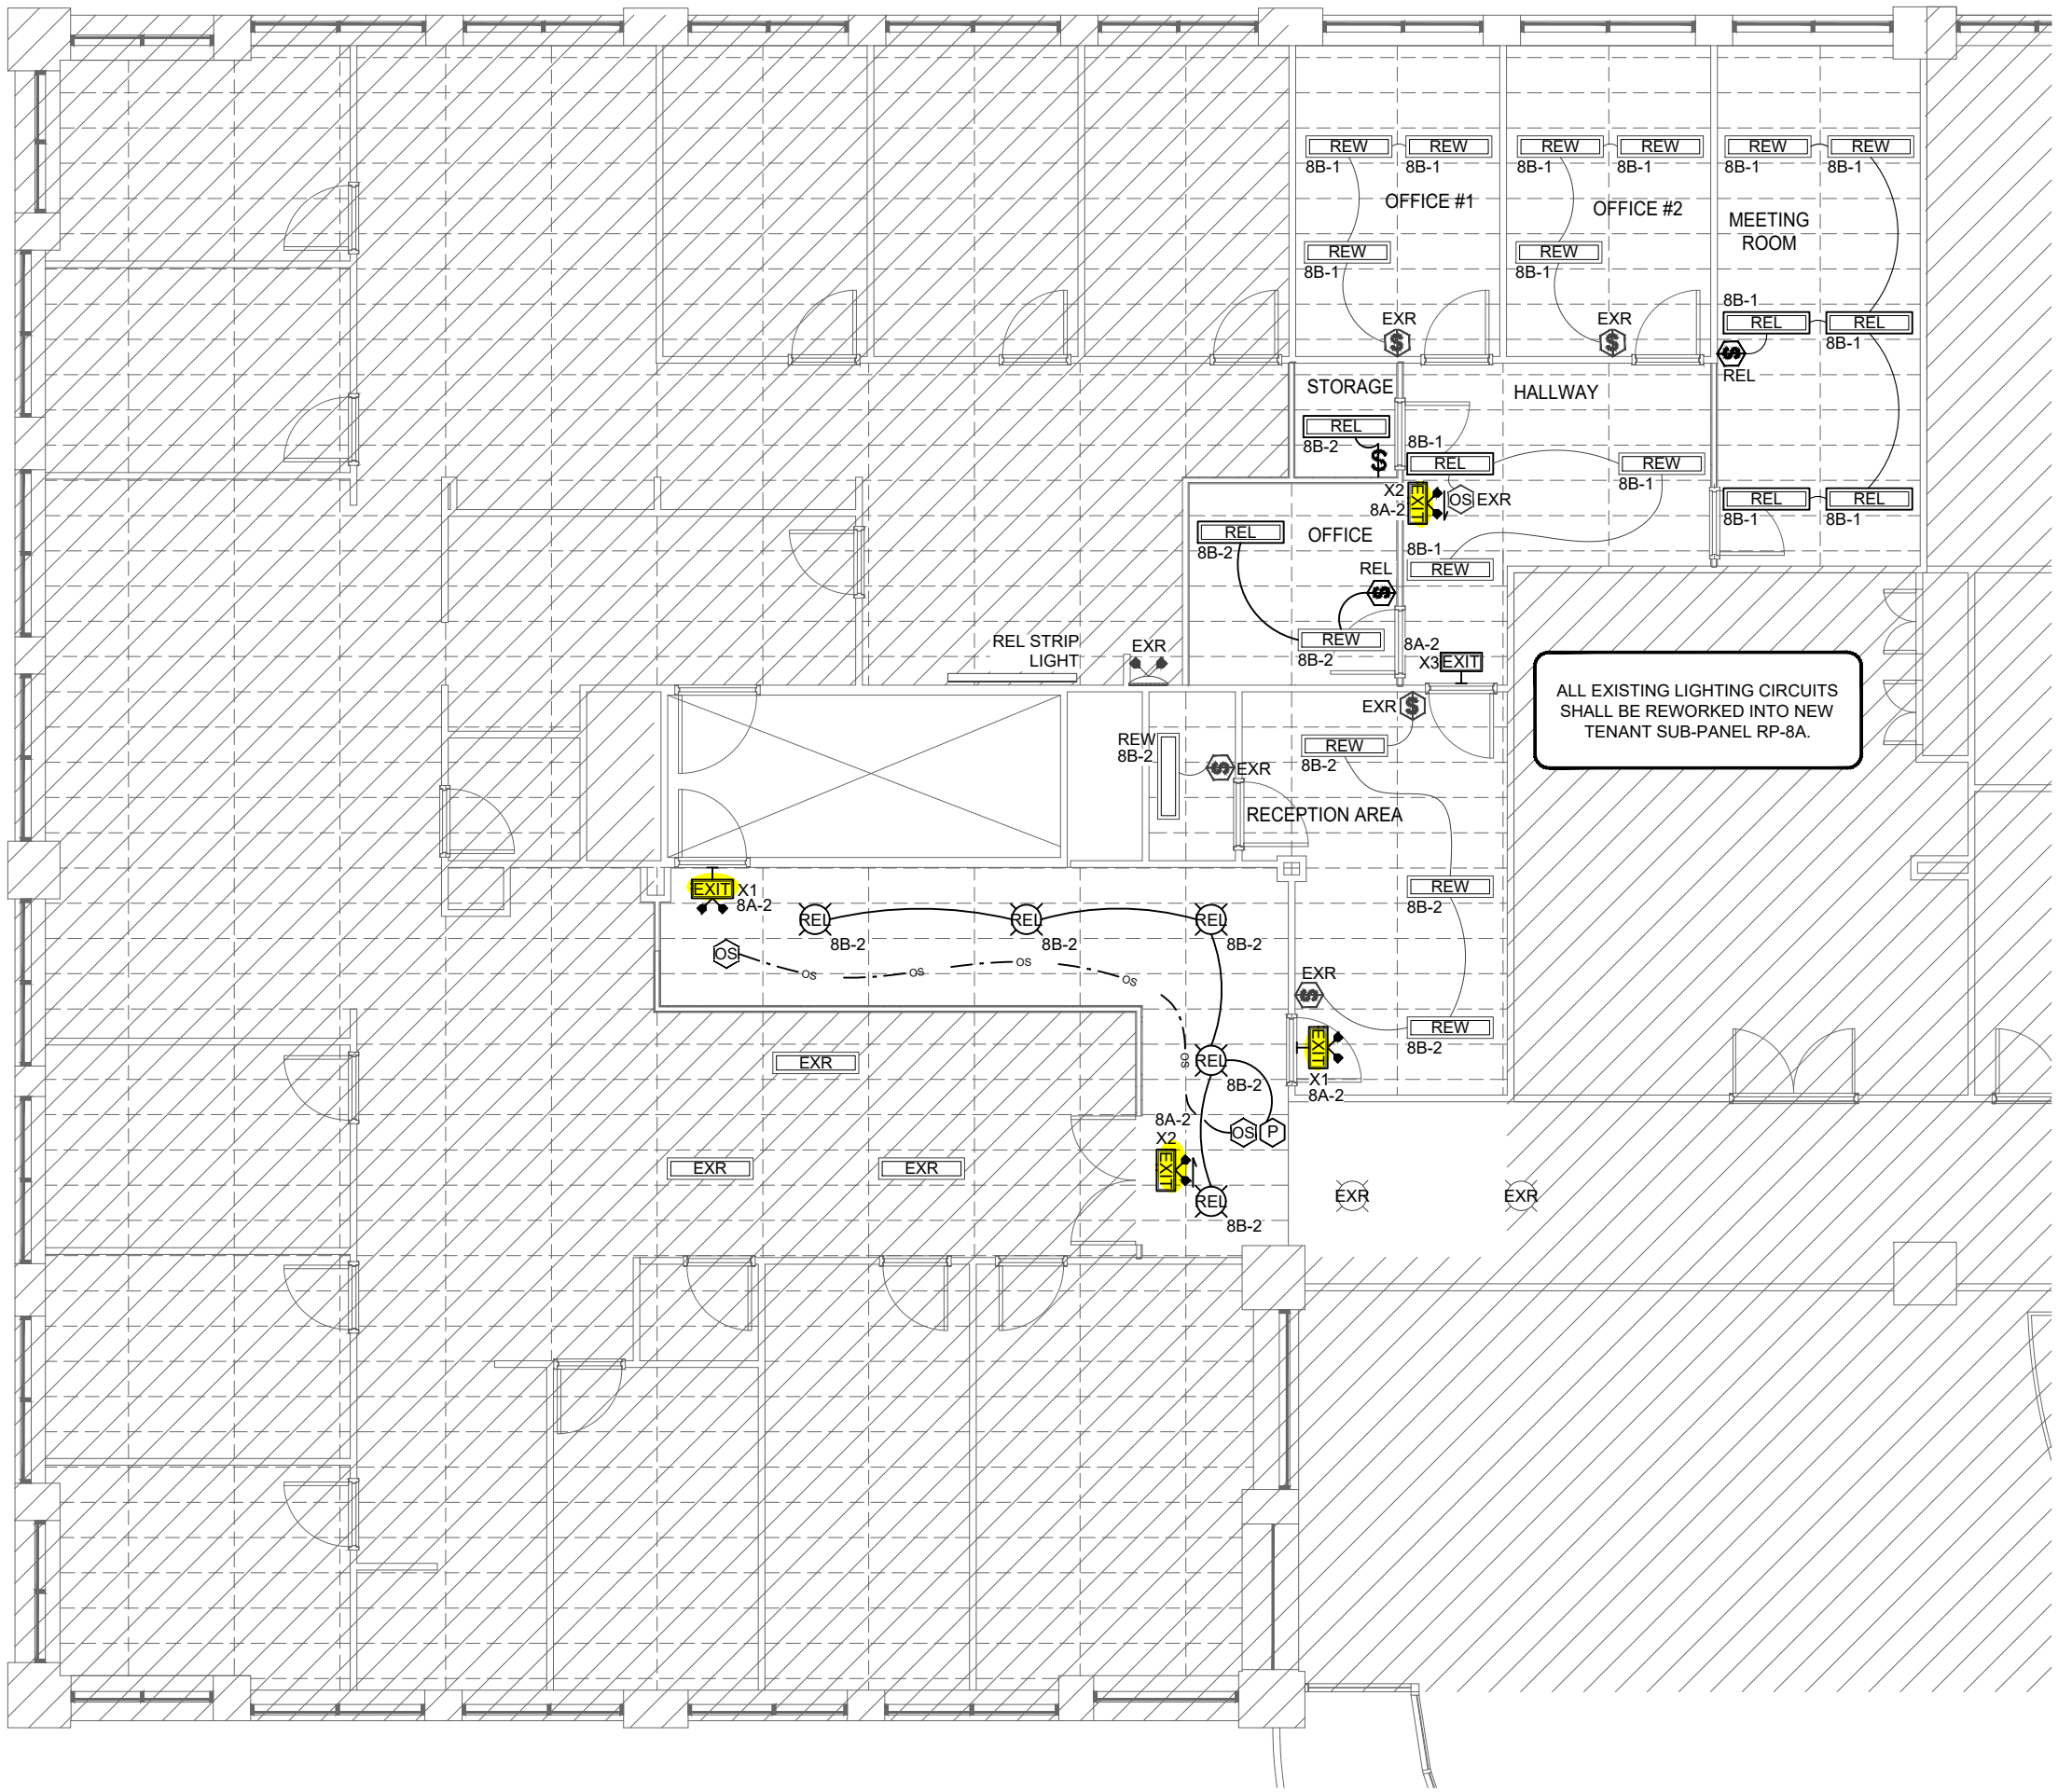 REW REW REW REW REW REW
8B-1 8B-1 8B-1 8B-1 8B-1 8B-1
OFFICE #1
OFFICE #2
MEETING
ROOM
REW
8B-1
REW
8B-1
8B-1
EXR
$
EXR
$
REL
REL
8B-1
$
REL
STORAGE
HALLWAY
REL
8B-2
$
8B-1
REL
REW
8B-1
X2
8A-2
EXIT
OS
EXR
REL
8B-1
REL
8B-1
REL
8B-2
OFFICE
8B-1
REW
REL
$
REW
8B-2
8A-2
X3
EXIT
REL STRIP
LIGHT
EXR
ALL EXISTING LIGHTING CIRCUITS
SHALL BE REWORKED INTO NEW
TENANT SUB-PANEL RP-8A.
EXR
$
REW
8B-2
REW
8B-2
$
EXR
RECEPTION AREA
EXIT
X1
8A-2
REL
8B-2
REL
8B-2
REL
8B-2
REW
8B-2
OS
OS
OS
OS
OS
EXR
$
REW
8B-2
EXIT
X1
8A-2
EXR
OS
REL
8B-2
8A-2
X2
EXIT
OS
P
EXR
EXR
REL
8B-2
EXR
EXR